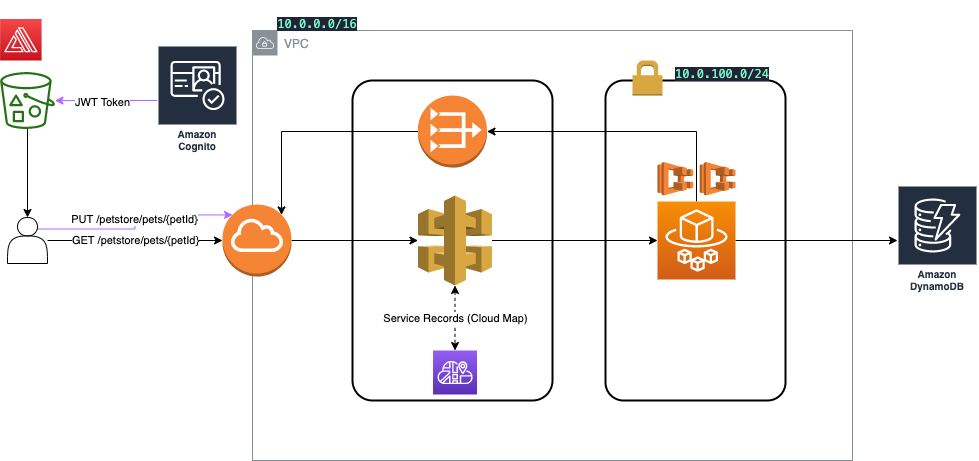 10.0.0.0/16
VPC
10.0.100.0/24
JWT Token
Amazon
Cognito
PUT /petstore/pets/{petId}
GET /petstore/pets/{petId}
Service Records (Cloud Map)
Amazon
DynamoDB